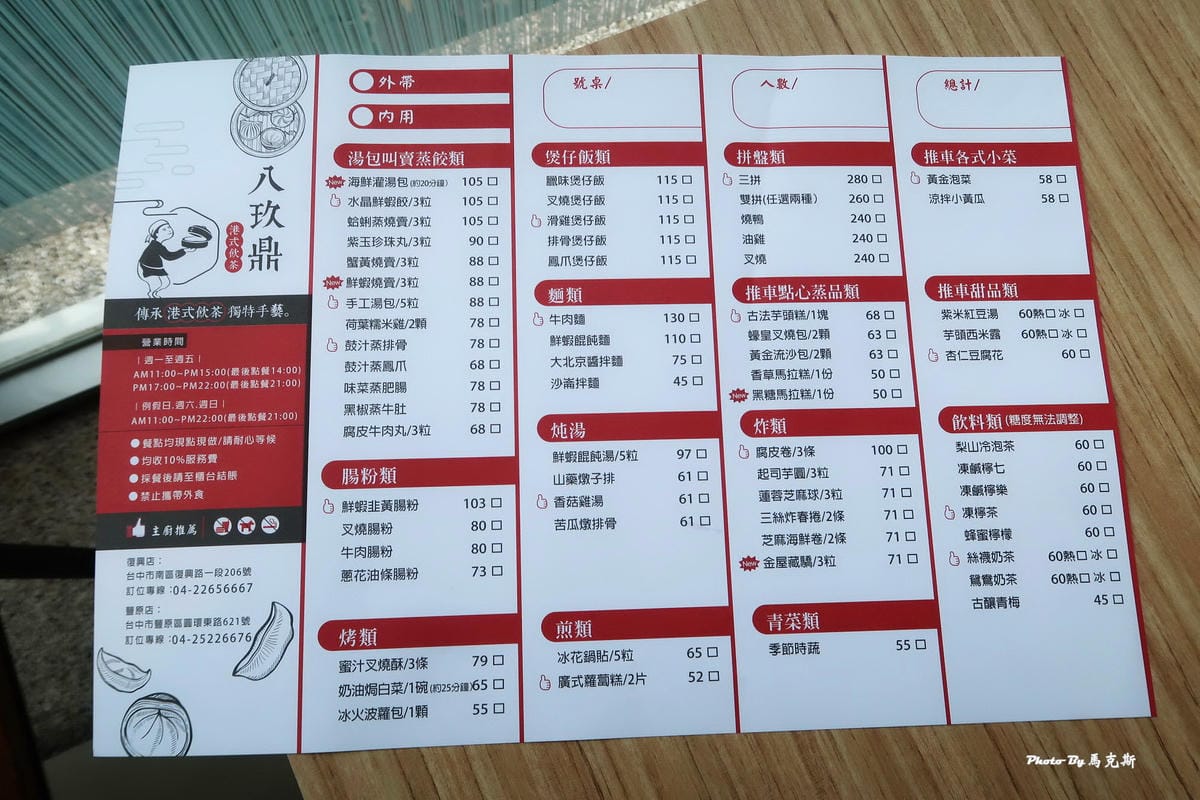 八玖鼎
港式飲茶
傳承 港式飲茶 獨特手藝。
營業時間
| 週一至週五 |
AM11:00~PM15:00(最後點餐14:00)
PM17:00~PM22:00(最後點餐21:00)
| 例假日.週六.週日 |
AM11:00~PM22:00(最後點餐21:00)
●餐點均現點現做/請耐心等候
●均收10%服務費
●採餐後請至櫃台結賬
●禁止攜帶外食
主廚推薦
復興店：
台中市南區復興路一段206號
訂位專線：04-22656667
豐原店：
台中市豐原區圓環東路621號
訂位專線：04-25226676
外帶
內用
湯包叫賣蒸餃類
New 海鮮灌湯包(約20分鐘) 105 □
水晶鮮蝦餃/3粒 105 □
蛤蜊蒸燒賣/3粒 105 □
紫玉珍珠丸/3粒 90 □
蟹黃燒賣/3粒 88 □
New 鮮蝦燒賣/3粒 88 □
手工湯包/5粒 88 □
荷葉糯米雞/2顆 78 □
鼓汁蒸排骨 78 □
鼓汁蒸鳳爪 68 □
味菜蒸肥腸 78 □
黑椒蒸牛肚 78 □
腐皮牛肉丸/3粒 68 □
腸粉類
鮮蝦韭黃腸粉 103 □
叉燒腸粉 80 □
牛肉腸粉 80 □
蔥花油條腸粉 73 □
烤類
蜜汁叉燒酥/3條 79 □
奶油焗白菜/1碗(約25分鐘) 65 □
冰火波蘿包/1顆 55 □
號桌/
煲仔飯類
臘味煲仔飯 115 □
叉燒煲仔飯 115 □
滑雞煲仔飯 115 □
排骨煲仔飯 115 □
鳳爪煲仔飯 115 □
麵類
牛肉麵 130 □
鮮蝦餛飩麵 110 □
大北京醬拌麵 75 □
沙崙拌麵 45 □
炖湯
鮮蝦餛飩湯/5粒 97 □
山藥燉子排 61 □
香菇雞湯 61 □
苦瓜燉排骨 61 □
煎類
冰花鍋貼/5粒 65 □
廣式蘿蔔糕/2片 52 □
人數/
拼盤類
三拼 280 □
雙拼(任選兩種) 260 □
燒鴨 240 □
油雞 240 □
叉燒 240 □
推車點心蒸品類
古法芋頭糕/1塊 68 □
蠔皇叉燒包/2顆 63 □
黃金流沙包/2顆 63 □
香草馬拉糕/1份 50 □
New 黑糖馬拉糕/1份 50 □
炸類
腐皮卷/3條 100 □
起司芋圓/3粒 71 □
蓮蓉芝麻球/3粒 71 □
三絲炸春捲/2條 71 □
芝麻海鮮卷/2條 71 □
New 金屋藏驕/3粒 71 □
青菜類
季節時蔬 55 □
總計/
推車各式小菜
黃金泡菜 58 □
涼拌小黃瓜 58 □
推車甜品類
紫米紅豆湯 60熱□ 冰 □
芋頭西米露 60熱□ 冰 □
杏仁豆腐花 60 □
飲料類 (糖度無法調整)
梨山冷泡茶 60 □
凍鹹檸七 60 □
凍鹹檸樂 60 □
凍檸茶 60 □
蜂蜜檸檬 60 □
絲襪奶茶 60熱□ 冰 □
鴛鴦奶茶 60熱□ 冰 □
古釀青梅 45 □
Photo By 馬克斯